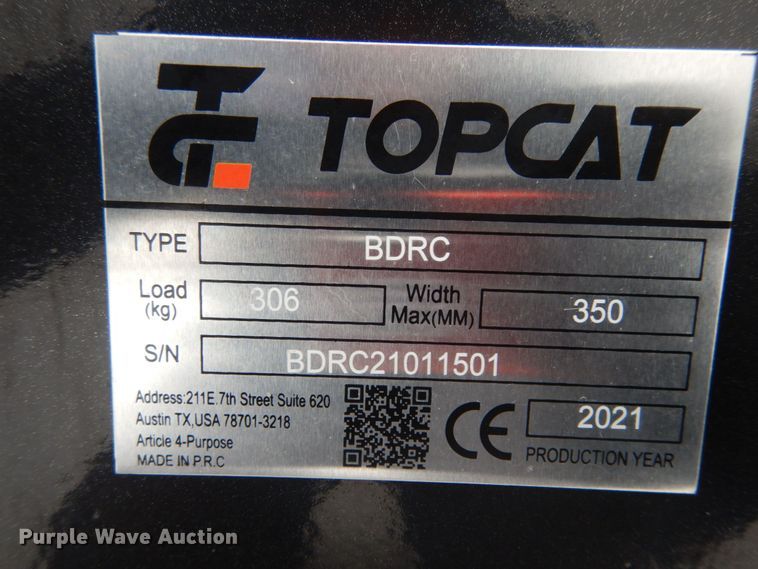 TOPCAT
TYPE BDRC
Load (kg) 306 Width Max(MM) 350
S/N BDRC21011501
Address:211E.7th Street Suite 620
Austin TX,USA 78701-3218
Article 4-Purpose
MADE IN P.R.C
CE
2021
PRODUCTION YEAR
Purple Wave Auction